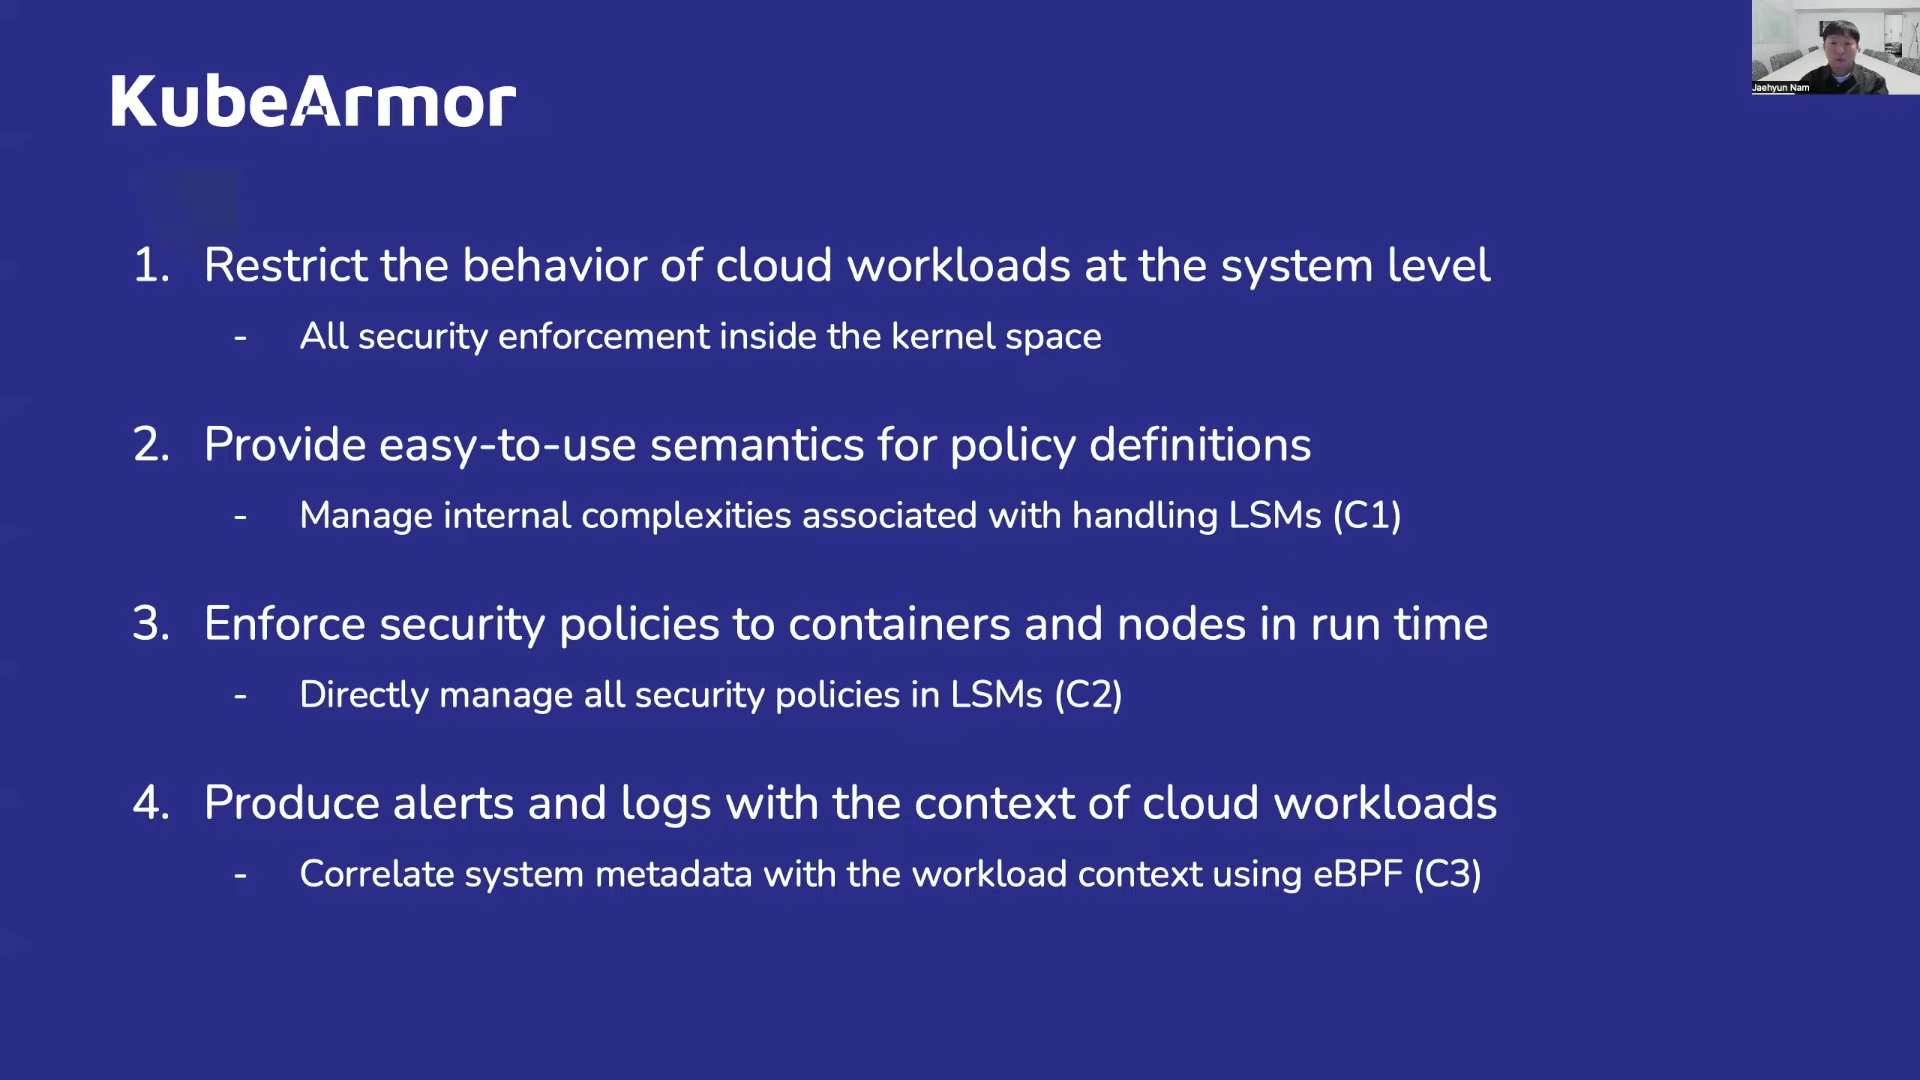 Jaehyun Nam
KubeArmor
1. Restrict the behavior of cloud workloads at the system level
- All security enforcement inside the kernel space
2. Provide easy-to-use semantics for policy definitions
- Manage internal complexities associated with handling LSMs (C1)
3. Enforce security policies to containers and nodes in run time
- Directly manage all security policies in LSMs (C2)
4. Produce alerts and logs with the context of cloud workloads
- Correlate system metadata with the workload context using eBPF (C3)